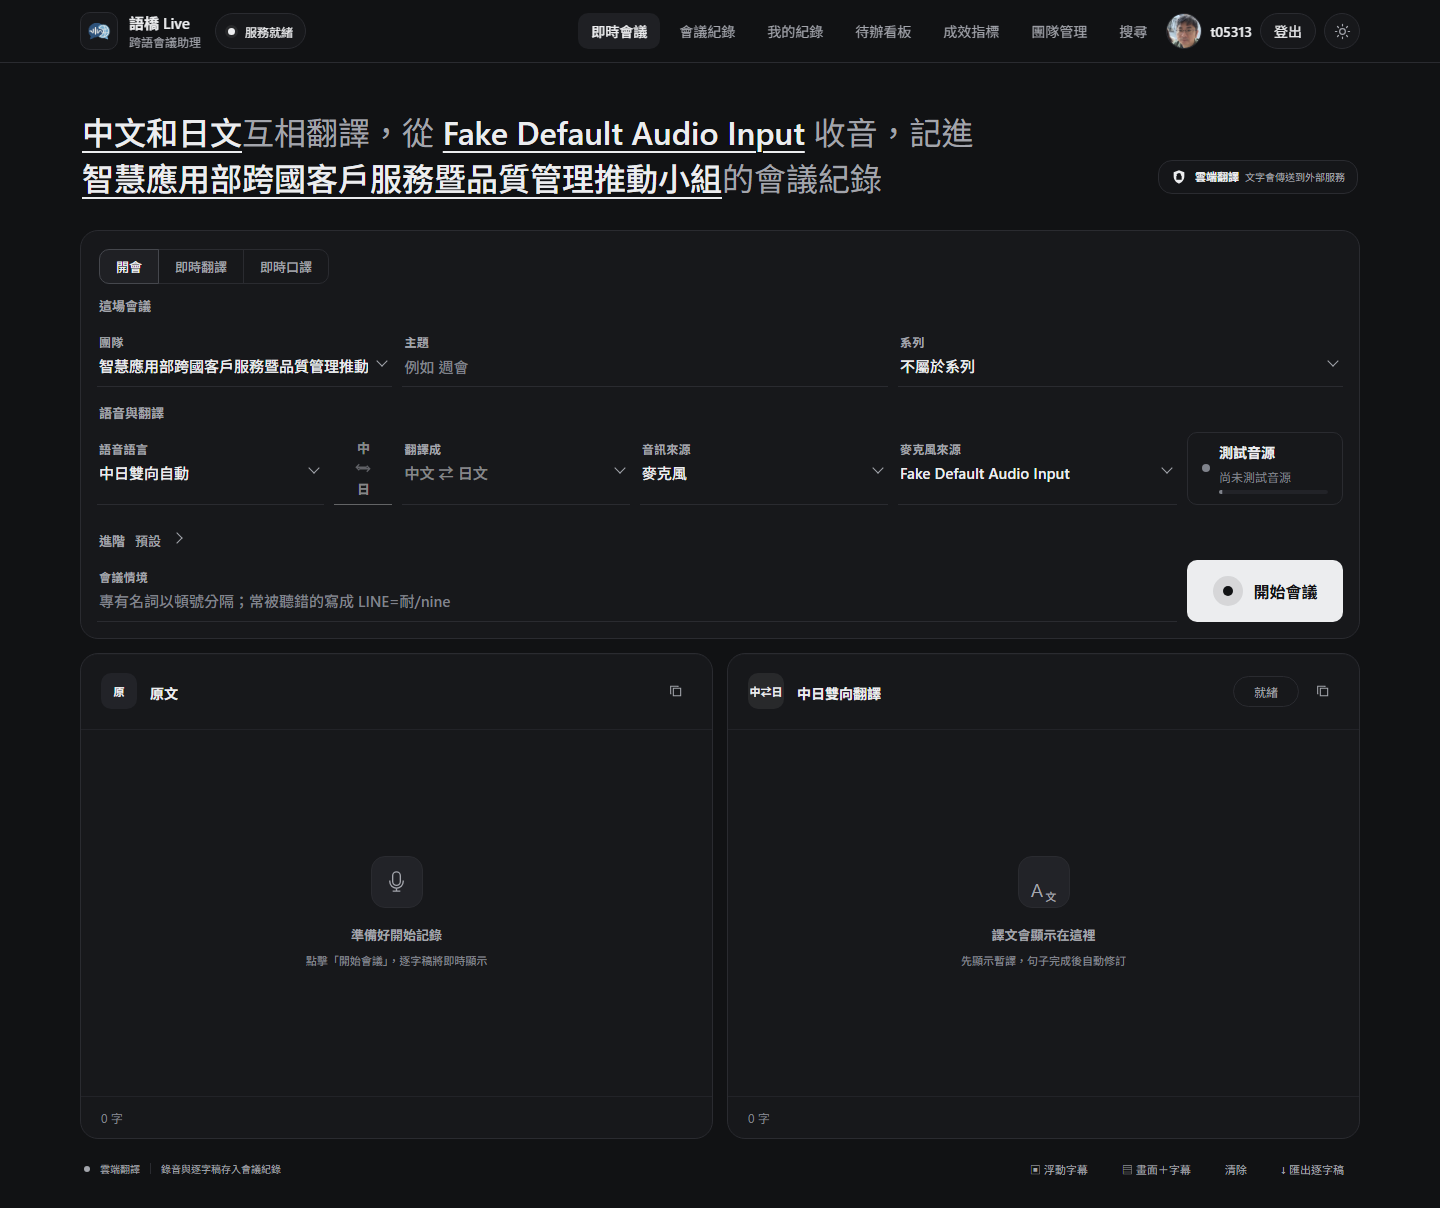 語橋 Live
跨語會議助理
服務就緒
即時會議
會議紀錄
我的紀錄
待辦看板
成效指標
團隊管理
搜尋
t05313
登出
中文和日文互相翻譯，從 Fake Default Audio Input 收音，記進
智慧應用部跨國客戶服務暨品質管理推動小組的會議紀錄
雲端翻譯 文字會傳送到外部服務
開會
即時翻譯
即時口譯
這場會議
團隊
智慧應用部跨國客戶服務暨品質管理推動
主題
例如 週會
系列
不屬於系列
語音與翻譯
語音語言
中日雙向自動
中
⇆
日
翻譯成
中文 ⇄ 日文
音訊來源
麥克風
麥克風來源
Fake Default Audio Input
測試音源
尚未測試音源
進階 預設
會議情境
專有名詞以頓號分隔；常被聽錯的寫成 LINE=耐/nine
開始會議
原
原文
中⇄日
中日雙向翻譯
就緒
準備好開始記錄
點擊「開始會議」，逐字稿將即時顯示
A文
譯文會顯示在這裡
先顯示暫譯，句子完成後自動修訂
0 字
0 字
雲端翻譯
錄音與逐字稿存入會議紀錄
▣ 浮動字幕
▤ 畫面＋字幕
清除
↓ 匯出逐字稿